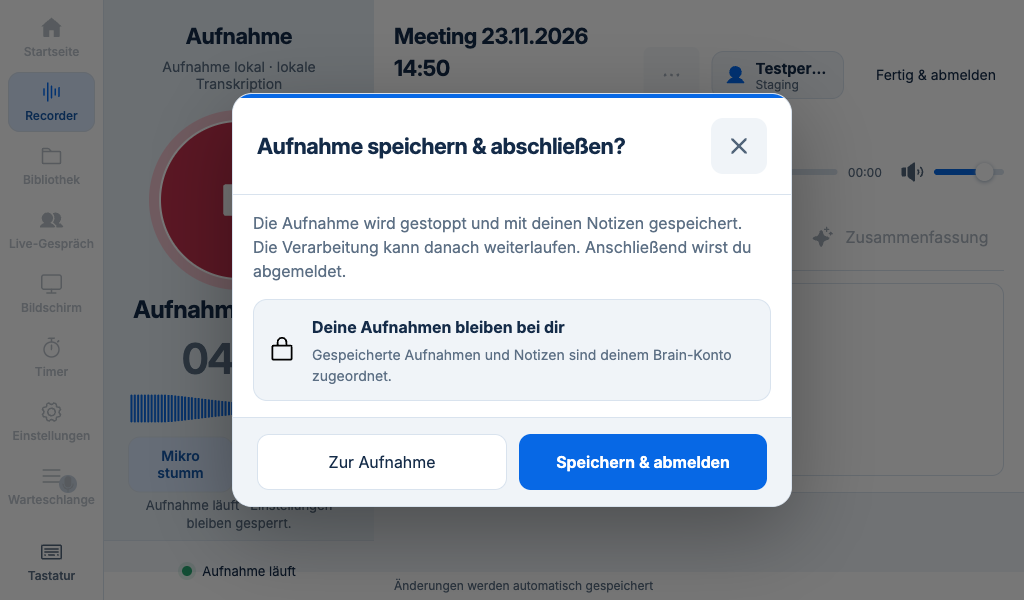 Startseite
Recorder
Bibliothek
Live-Gespräch
Bildschirm
Timer
Einstellungen
Warteschlange
Tastatur
Aufnahme
Aufnahme lokal · lokale
Transkription
Aufnahm
04
Mikro
stumm
Aufnahme läuft · Einstellungen
bleiben gesperrt.
Aufnahme läuft
Meeting 23.11.2026
14:50
...
Testper...
Staging
Fertig & abmelden
00:00
Zusammenfassung
Änderungen werden automatisch gespeichert
Aufnahme speichern & abschließen?
Die Aufnahme wird gestoppt und mit deinen Notizen gespeichert.
Die Verarbeitung kann danach weiterlaufen. Anschließend wirst du
abgemeldet.
Deine Aufnahmen bleiben bei dir
Gespeicherte Aufnahmen und Notizen sind deinem Brain-Konto
zugeordnet.
Zur Aufnahme
Speichern & abmelden